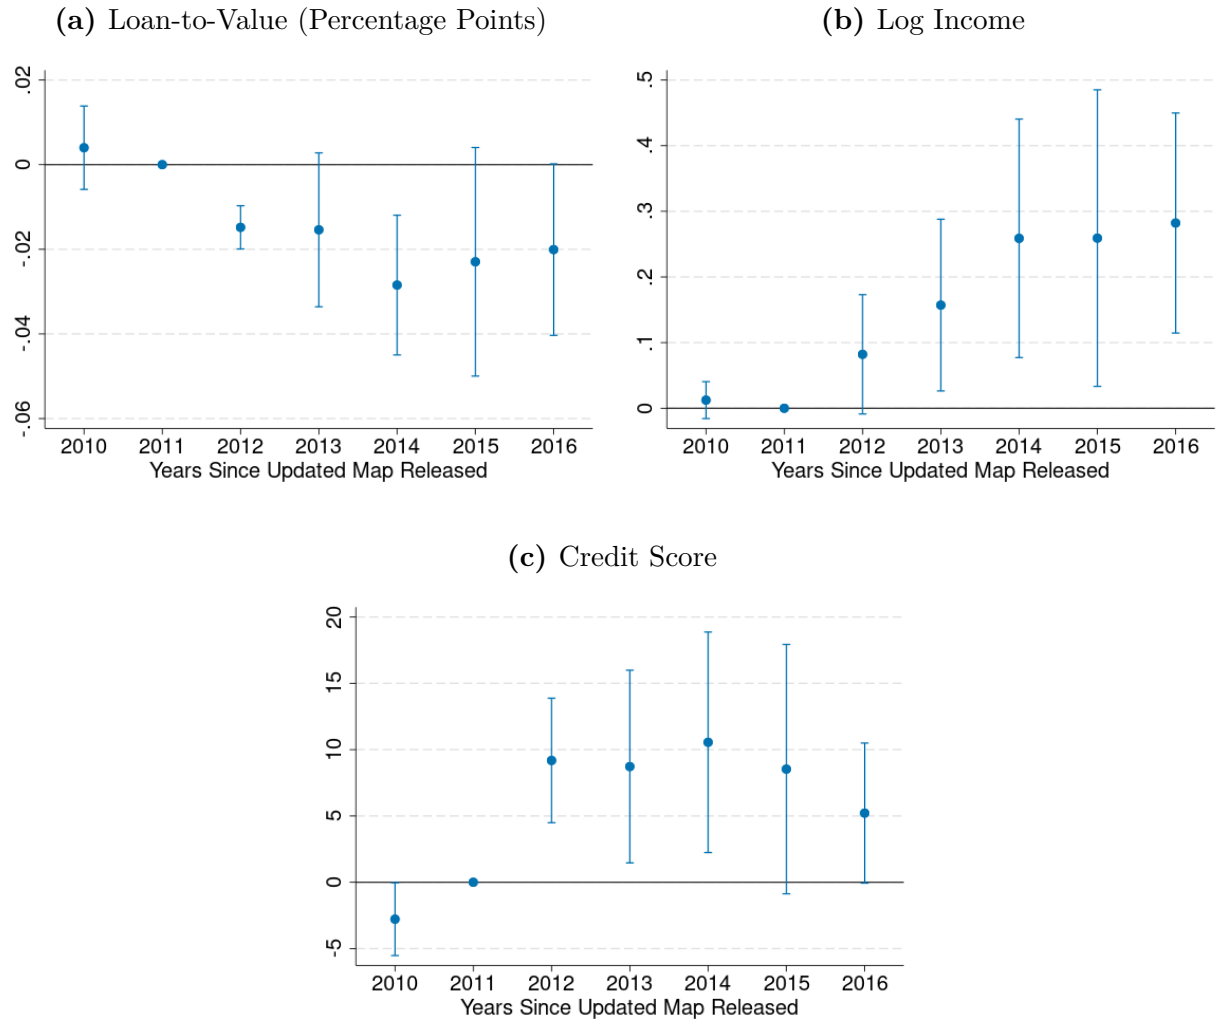 (a) Loan-to-Value (Percentage Points)
.02
0
-.02
-.04
-.06
2010 2011 2012 2013 2014 2015 2016
Years Since Updated Map Released
(b) Log Income
.5
.4
.3
.2
.1
0
2010 2011 2012 2013 2014 2015 2016
Years Since Updated Map Released
(c) Credit Score
20
15
10
5
0
-5
2010 2011 2012 2013 2014 2015 2016
Years Since Updated Map Released